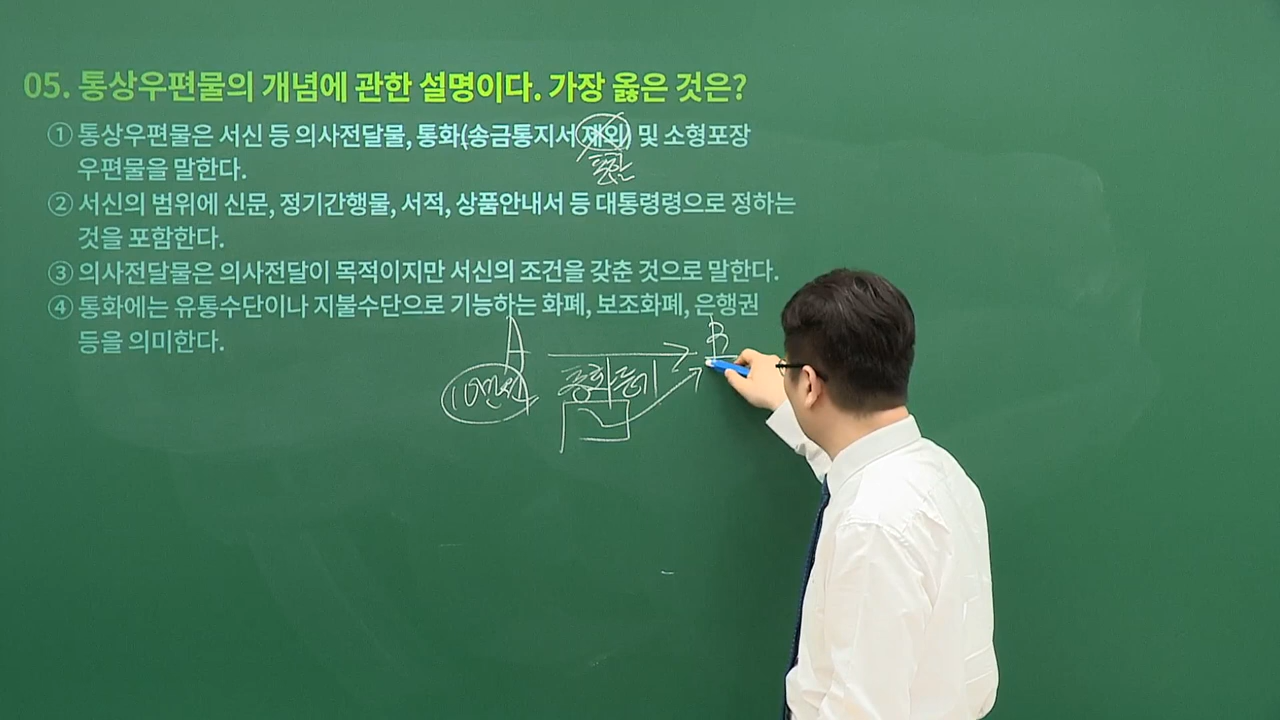 05. 통상우편물의 개념에 관한 설명이다. 가장 옳은 것은?
① 통상우편물은 서신 등 의사전달물, 통화(송금통지서 제외) 및 소형포장
포함
우편물을 말한다.
② 서신의 범위에 신문, 정기간행물, 서적, 상품안내서 등 대통령령으로 정하는
것을 포함한다.
③ 의사전달물은 의사전달이 목적이지만 서신의 조건을 갖춘 것으로 말한다.
④ 통화에는 유통수단이나 지불수단으로 기능하는 화폐, 보조화폐, 은행권
등을 의미한다.
A B
통화등기